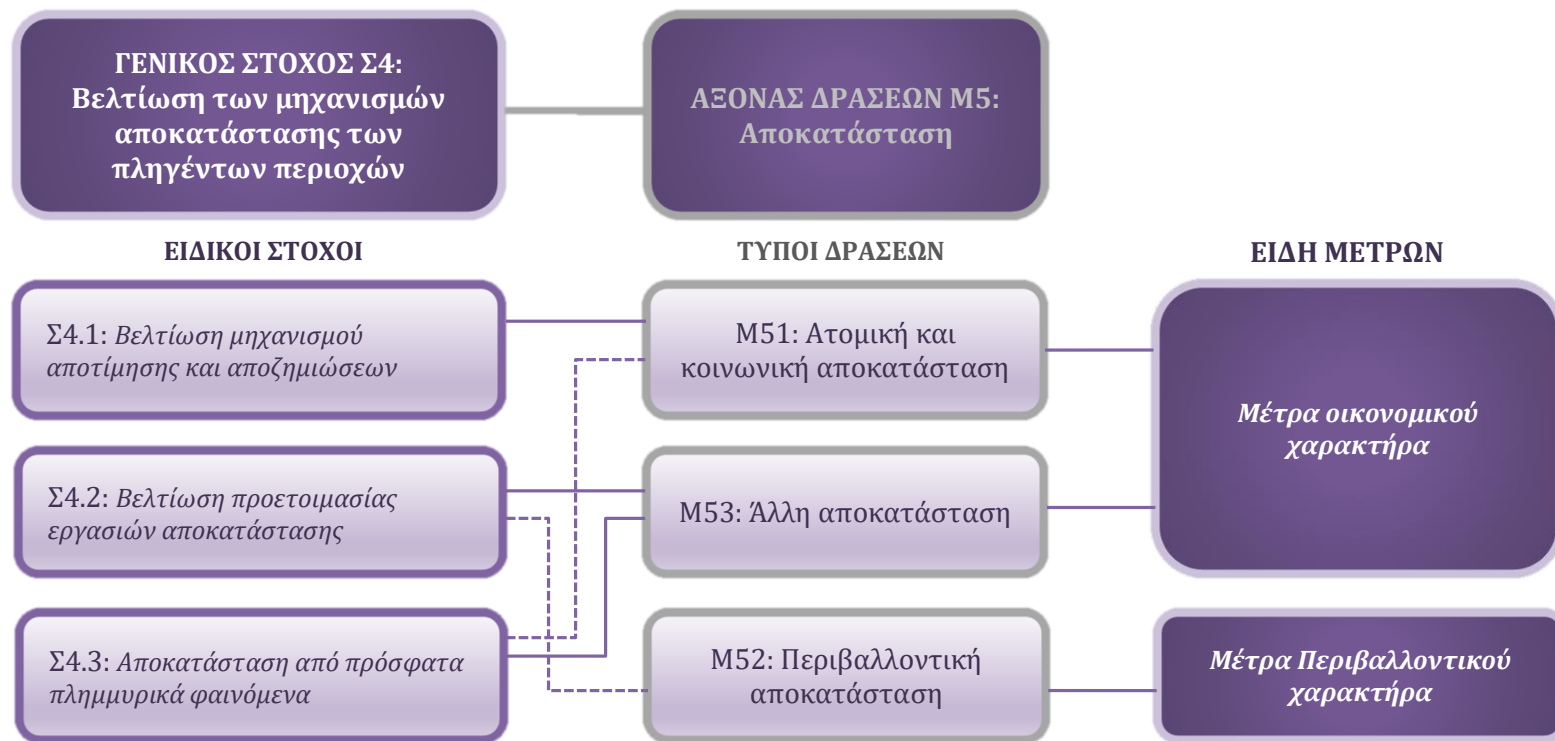 ΓΕΝΙΚΟΣ ΣΤΟΧΟΣ Σ4:
Βελτίωση των μηχανισμών
αποκατάστασης των
πληγέντων περιοχών
ΑΞΟΝΑΣ ΔΡΑΣΕΩΝ Μ5:
Αποκατάσταση
ΕΙΔΙΚΟΙ ΣΤΟΧΟΙ
ΤΥΠΟΙ ΔΡΑΣΕΩΝ
ΕΙΔΗ ΜΕΤΡΩΝ
Σ4.1: Βελτίωση μηχανισμού
αποτίμησης και αποζημιώσεων
Μ51: Ατομική και
κοινωνική αποκατάσταση
Μέτρα οικονομικού
χαρακτήρα
Σ4.2: Βελτίωση προετοιμασίας
εργασιών αποκατάστασης
Μ53: Άλλη αποκατάσταση
Σ4.3: Αποκατάσταση από πρόσφατα
πλημμυρικά φαινόμενα
Μ52: Περιβαλλοντική
αποκατάσταση
Μέτρα Περιβαλλοντικού
χαρακτήρα